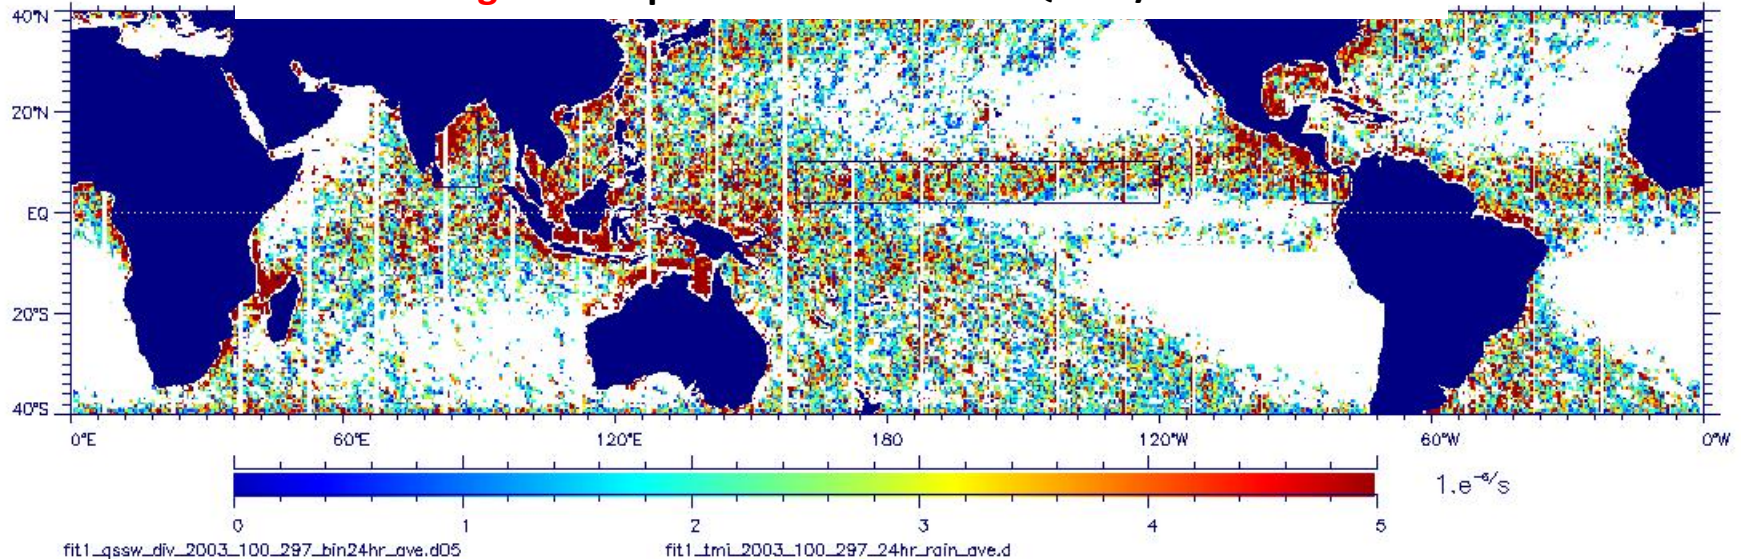 40°N
20°N
EQ
20°S
40°S
0°E 60°E 120°E 180 120°W 60°W 0°W
1.e⁻⁶/s
0 1 2 3 4 5
fit1_qssw_div_2003_100_297_bin24hr_ave.d05 fit1_tmi_2003_100_297_24hr_rain_ave.d